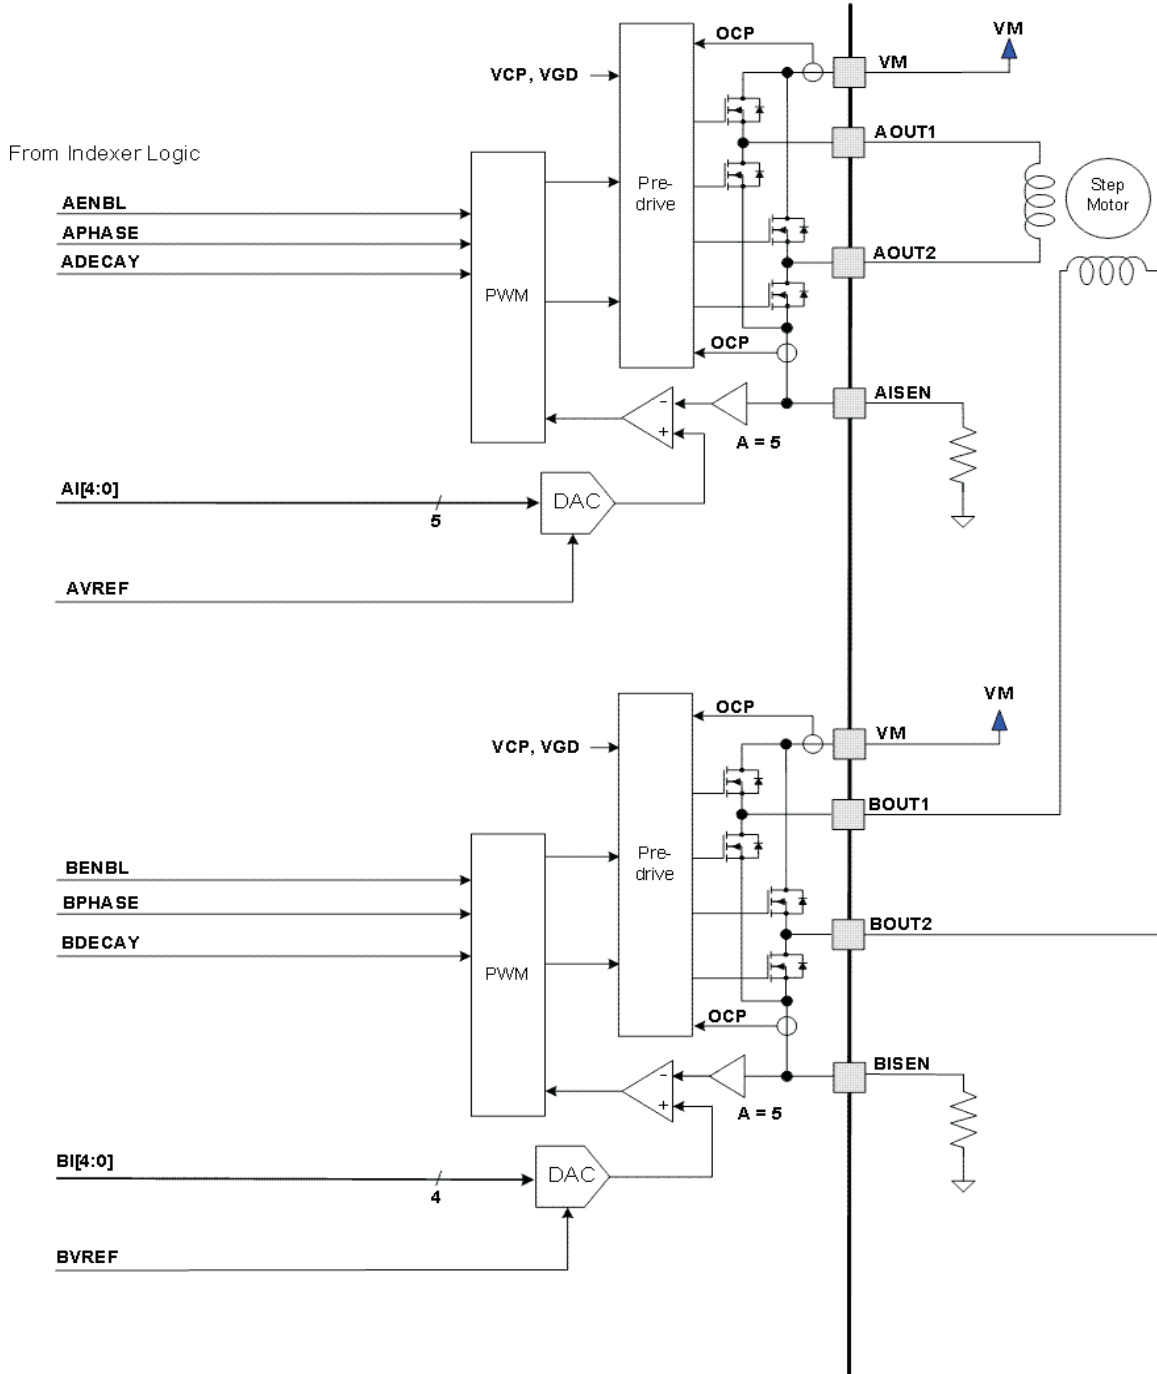 OCP
VM
VCP, VGD
VM
AOUT1
From Indexer Logic
Pre-
drive
Step
Motor
AENBL
APHASE
ADECAY
AOUT2
PWM
OCP
AISEN
-
+
A = 5
AI[4:0]
5
DAC
AVREF
OCP
VM
VCP, VGD
VM
BOUT1
Pre-
drive
BENBL
BPHASE
BDECAY
BOUT2
PWM
OCP
BISEN
-
+
A = 5
BI[4:0]
4
DAC
BVREF